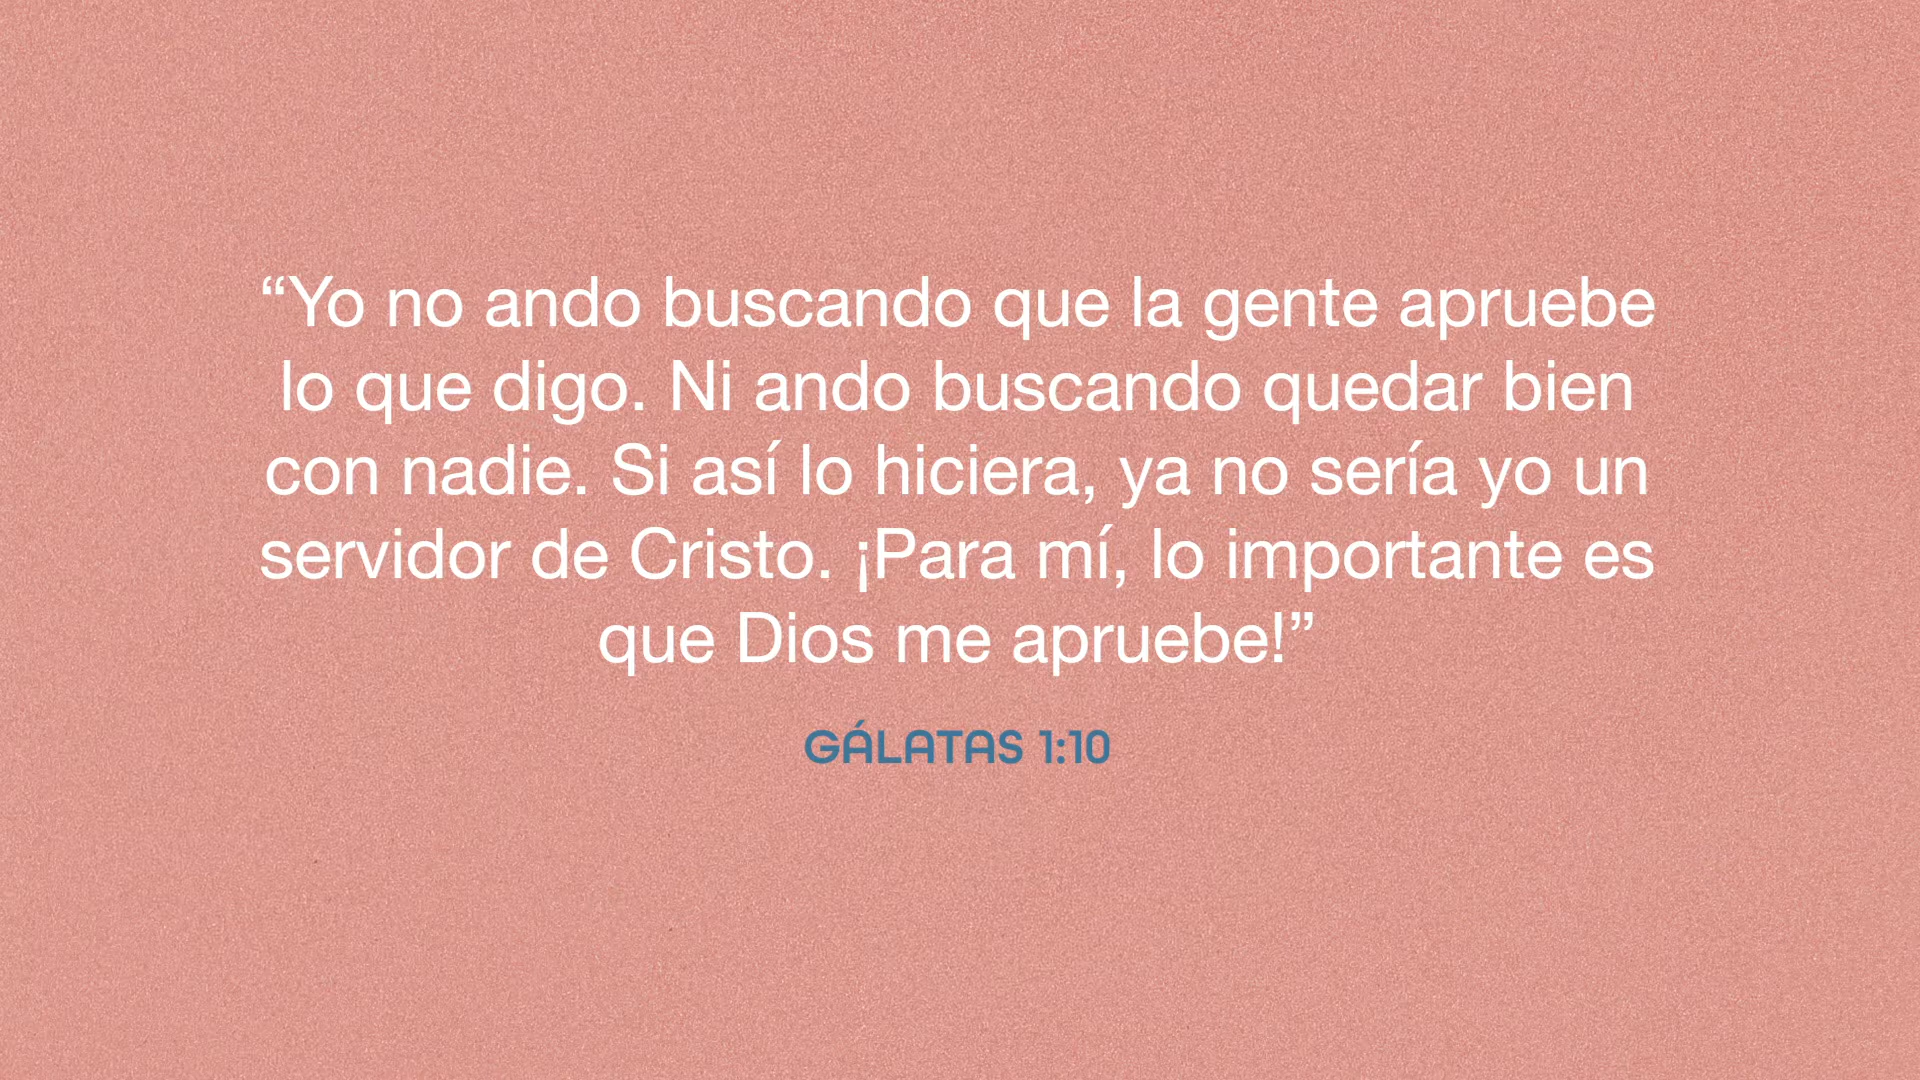 “Yo no ando buscando que la gente apruebe
lo que digo. Ni ando buscando quedar bien
con nadie. Si así lo hiciera, ya no sería yo un
servidor de Cristo. ¡Para mí, lo importante es
que Dios me apruebe!”
GÁLATAS 1:10